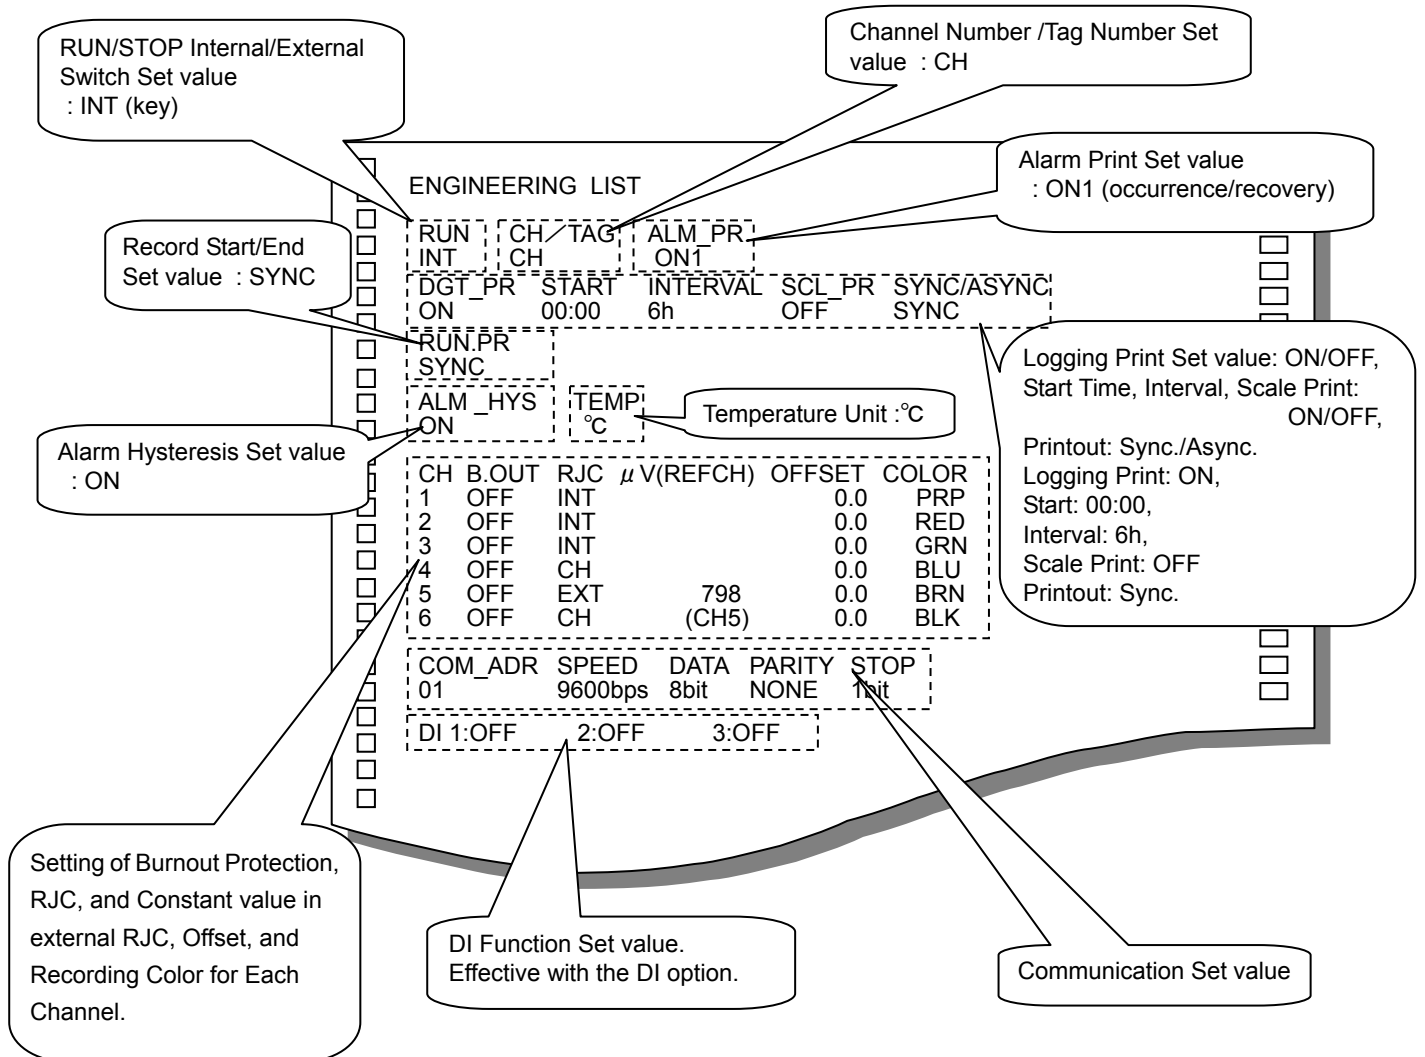 RUN/STOP Internal/External
Switch Set value
: INT (key)
Channel Number /Tag Number Set
value : CH
Alarm Print Set value
: ON1 (occurrence/recovery)
Record Start/End
Set value : SYNC
ENGINEERING LIST
RUN CH/TAG ALM_PR
INT CH ON1
DGT_PR START INTERVAL SCL_PR SYNC/ASYNC
ON 00:00 6h OFF SYNC
RUN.PR
SYNC
ALM _HYS TEMP
ON °C
Temperature Unit :°C
Logging Print Set value: ON/OFF,
Start Time, Interval, Scale Print:
ON/OFF,
Printout: Sync./Async.
Logging Print: ON,
Start: 00:00,
Interval: 6h,
Scale Print: OFF
Printout: Sync.
Alarm Hysteresis Set value
: ON
CH B.OUT RJC μV(REFCH) OFFSET COLOR
1 OFF INT 0.0 PRP
2 OFF INT 0.0 RED
3 OFF INT 0.0 GRN
4 OFF CH 0.0 BLU
5 OFF EXT 798 0.0 BRN
6 OFF CH (CH5) 0.0 BLK
COM_ADR SPEED DATA PARITY STOP
01 9600bps 8bit NONE 1bit
DI 1:OFF 2:OFF 3:OFF
Setting of Burnout Protection,
RJC, and Constant value in
external RJC, Offset, and
Recording Color for Each
Channel.
DI Function Set value.
Effective with the DI option.
Communication Set value